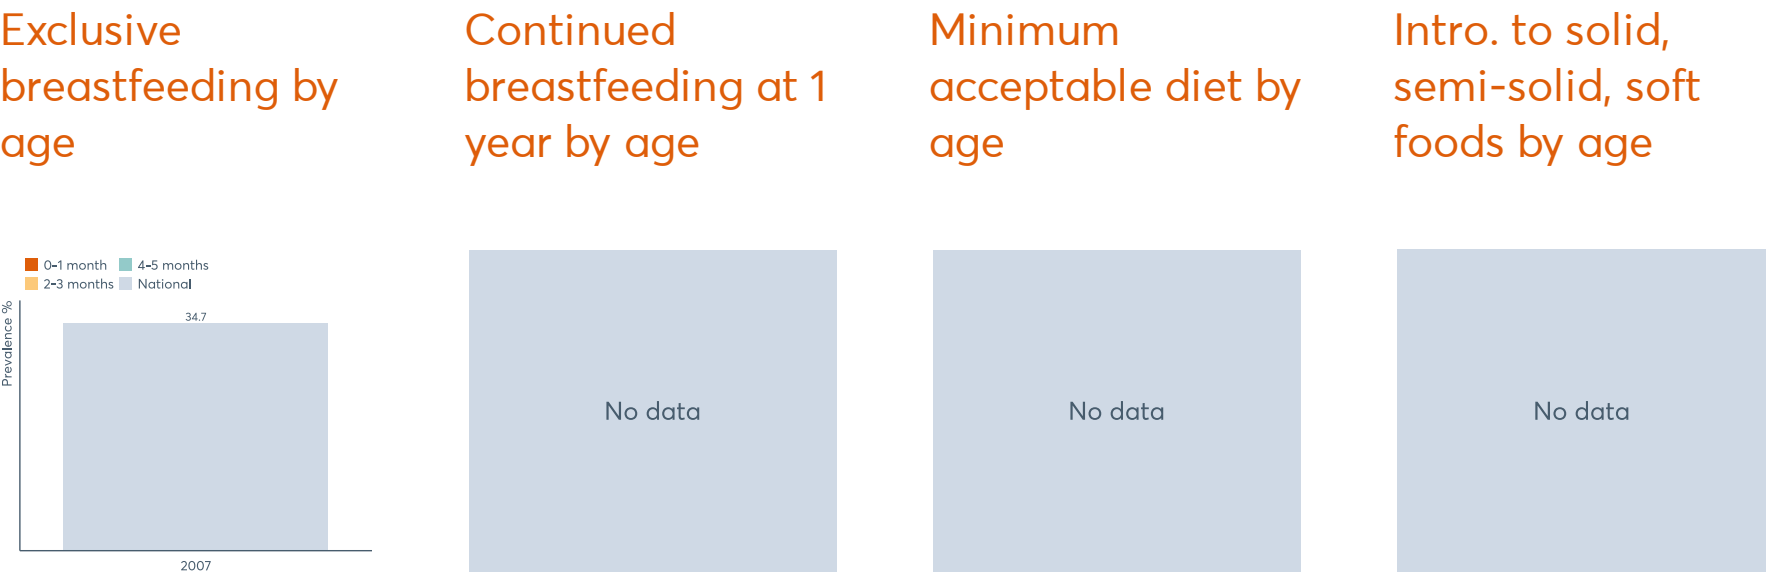 Exclusive
breastfeeding by
age
Continued
breastfeeding at 1
year by age
Minimum
acceptable diet by
age
Intro. to solid,
semi-solid, soft
foods by age
0-1 month
4-5 months
2-3 months
National
Prevalence %
34.7
2007
No data
No data
No data